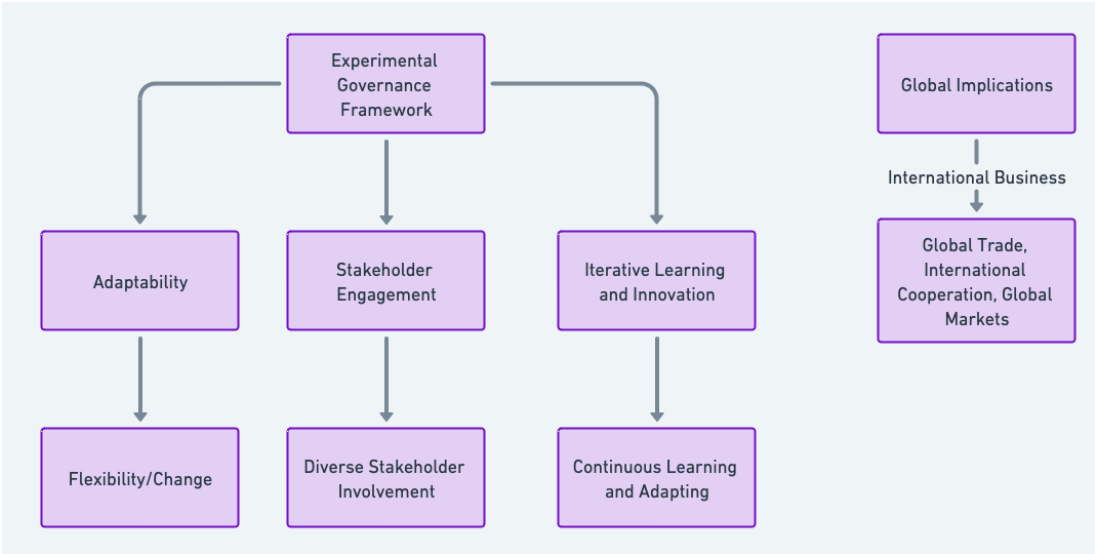 Experimental
Governance
Framework
Global Implications
International Business
Adaptability
Stakeholder
Engagement
Iterative Learning
and Innovation
Global Trade,
International
Cooperation, Global
Markets
Flexibility/Change
Diverse Stakeholder
Involvement
Continuous Learning
and Adapting